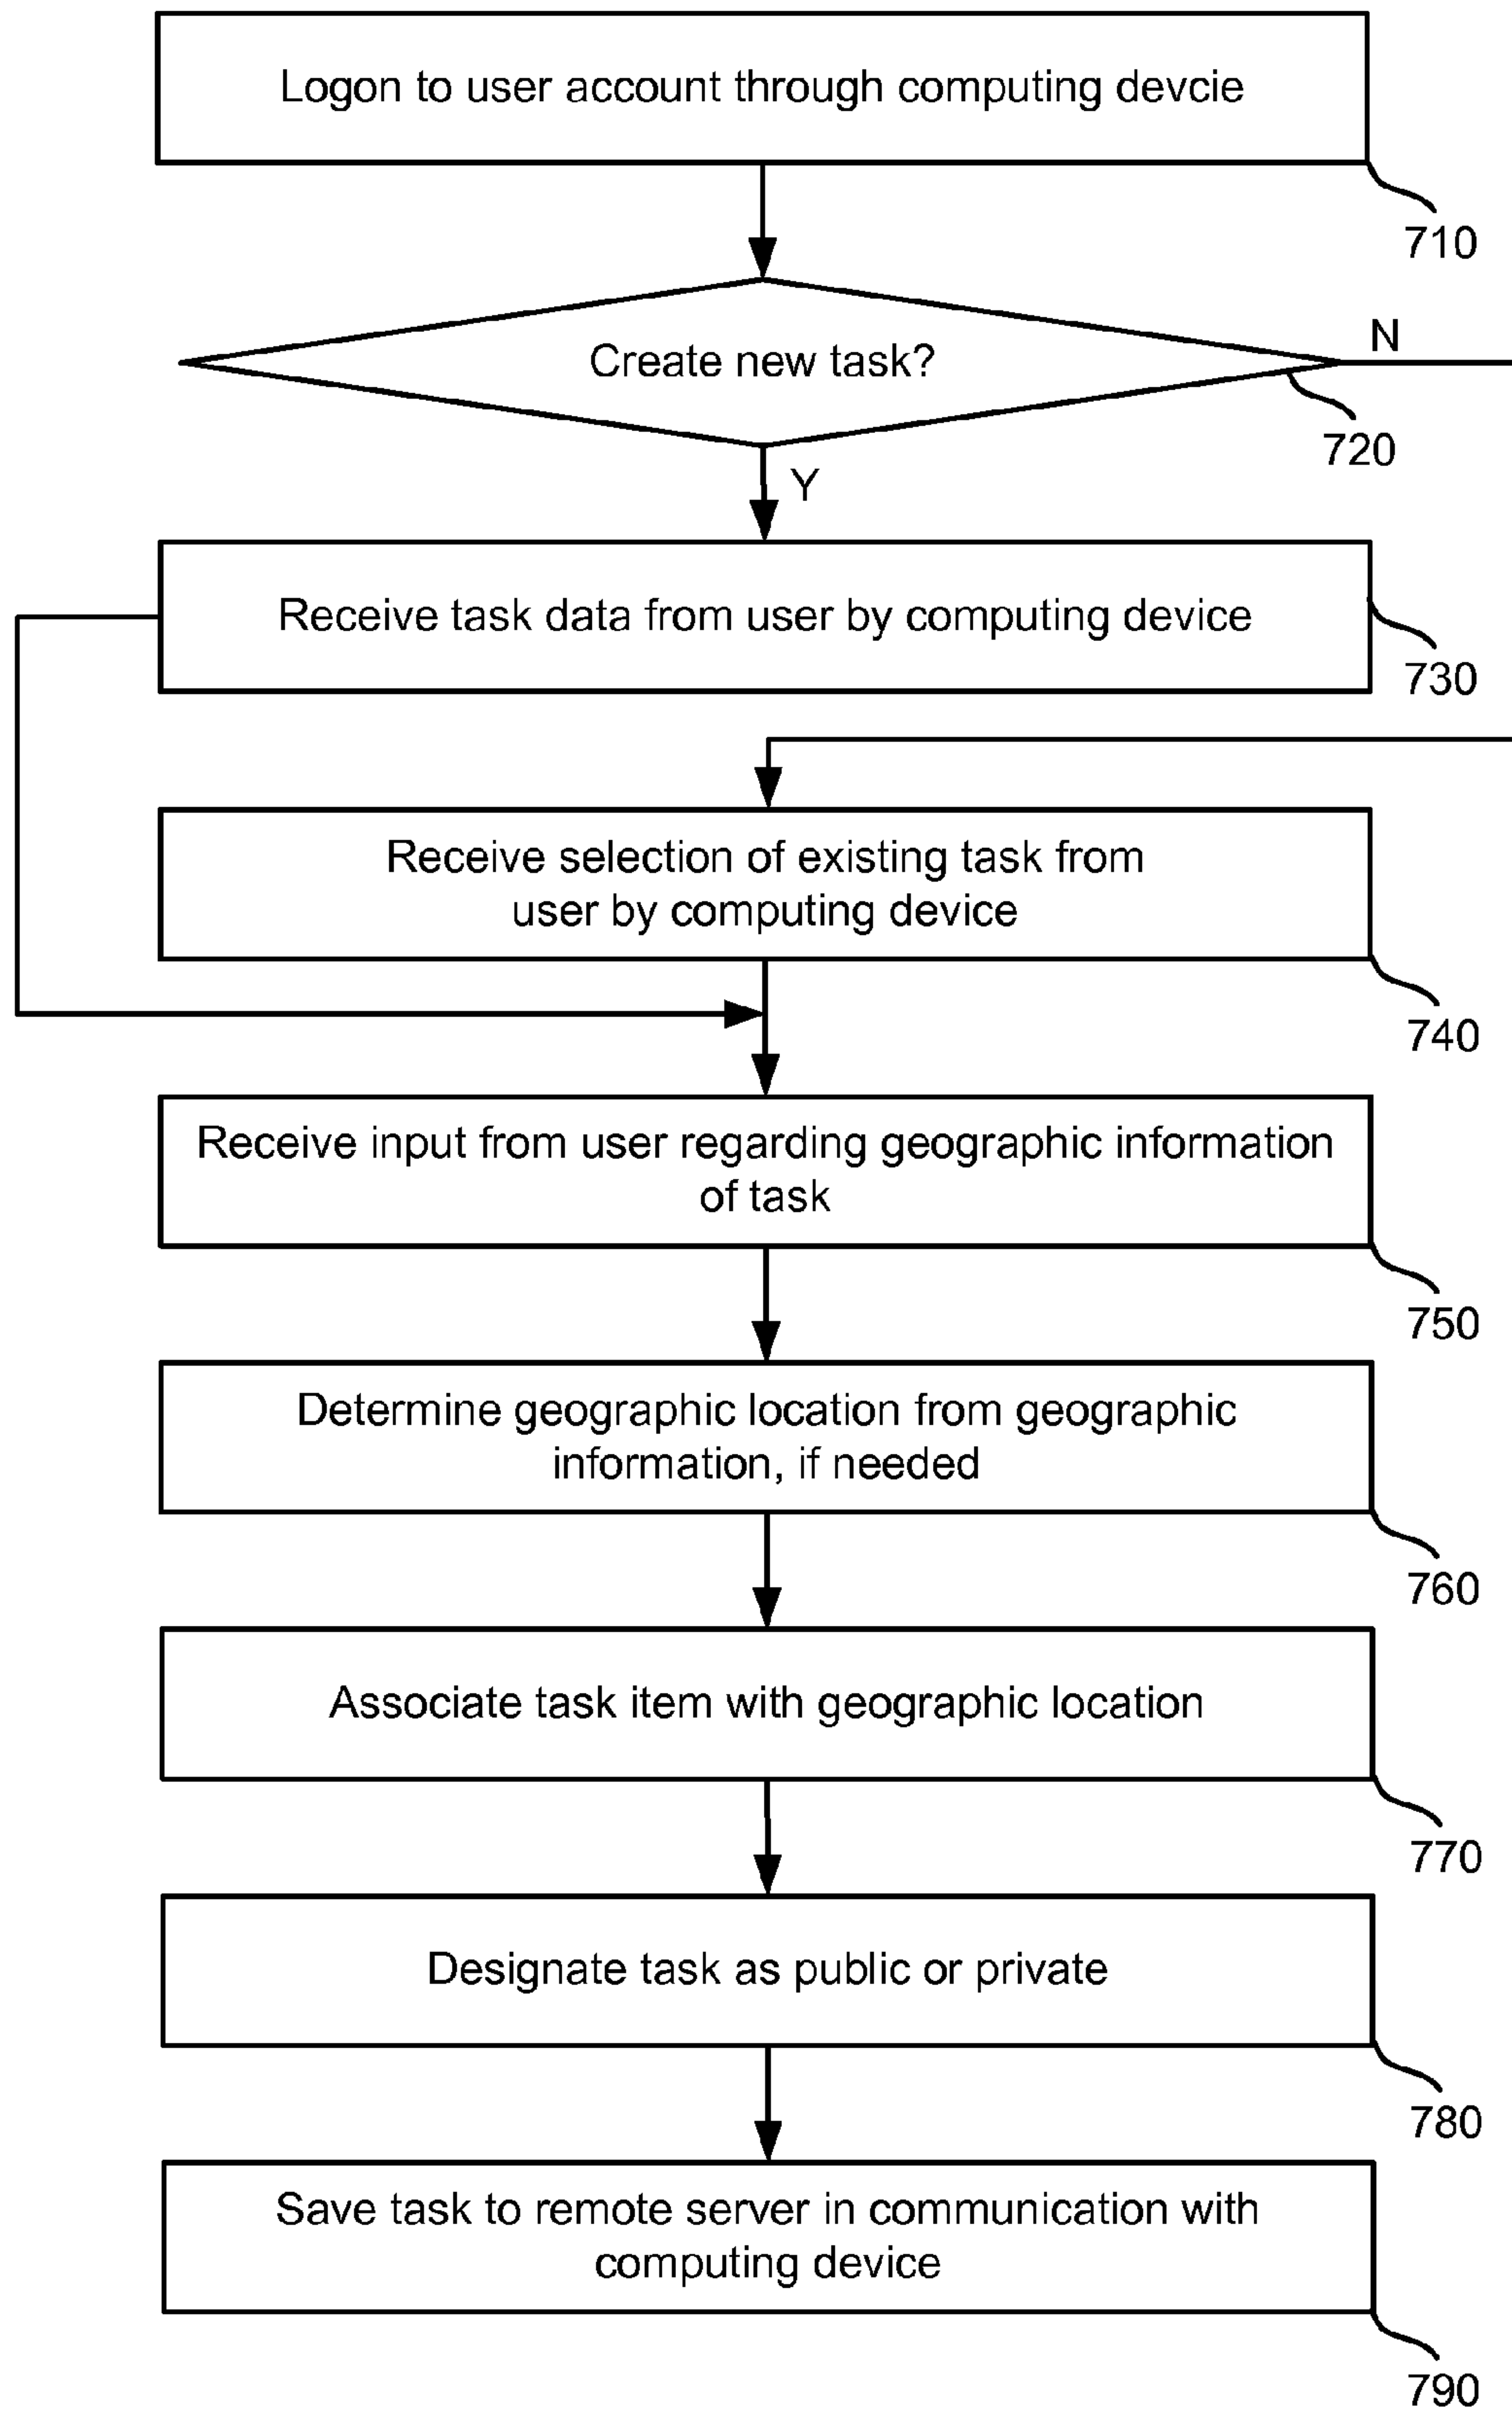 Logon to user account through computing devcie
710
Create new task?
N
720
Y
Receive task data from user by computing device
730
Receive selection of existing task from
user by computing device
740
Receive input from user regarding geographic information
of task
750
Determine geographic location from geographic
information, if needed
760
Associate task item with geographic location
770
Designate task as public or private
780
Save task to remote server in communication with
computing device
790